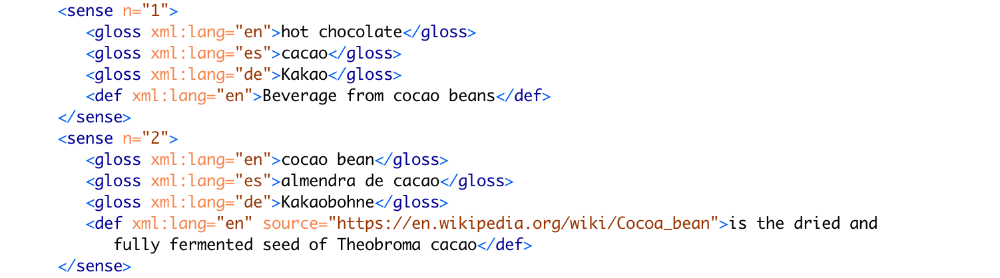 <sense n="1">
<gloss xml:lang="en">hot chocolate</gloss>
<gloss xml:lang="es">cacao</gloss>
<gloss xml:lang="de">Kakao</gloss>
<def xml:lang="en">Beverage from cocao beans</def>
</sense>
<sense n="2">
<gloss xml:lang="en">cocao bean</gloss>
<gloss xml:lang="es">almendra de cacao</gloss>
<gloss xml:lang="de">Kakaobohne</gloss>
<def xml:lang="en" source="https://en.wikipedia.org/wiki/Cocoa_bean">is the dried and
fully fermented seed of Theobroma cacao</def>
</sense>